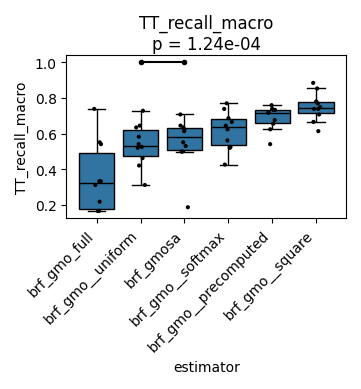 TT_recall_macro
p = 1.24e-04
TT_recall_macro
1.0
0.8
0.6
0.4
0.2
brf_gmo_full
brf_gmo__uniform
brf_gmosa
brf_gmo__softmax
brf_gmo__precomputed
brf_gmo__square
estimator